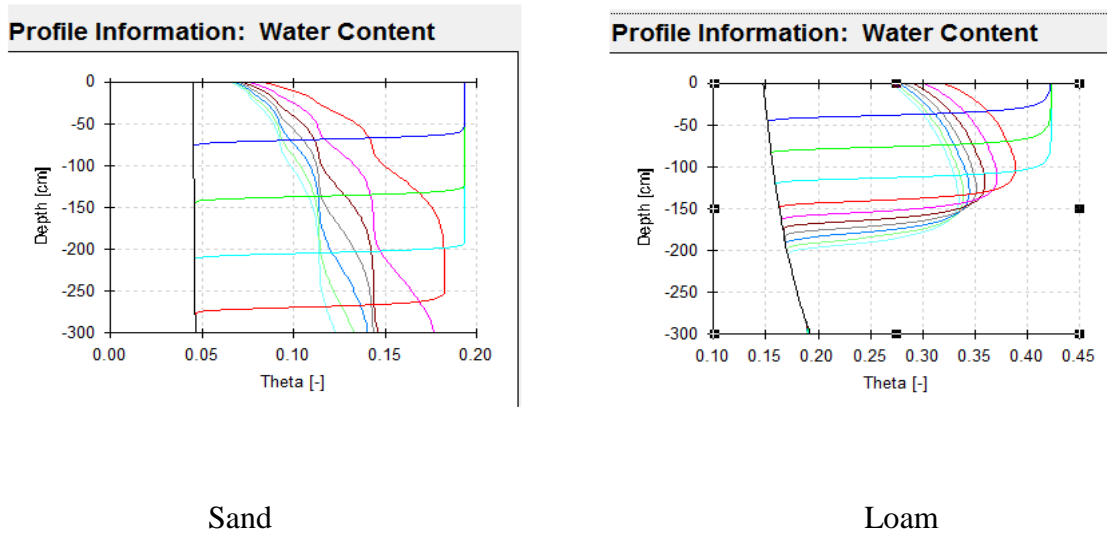 Profile Information: Water Content
0
-50
-100
-150
-200
-250
-300
Depth [cm]
0.00 0.05 0.10 0.15 0.20
Theta [-]
Sand
Profile Information: Water Content
0
-50
-100
-150
-200
-250
-300
Depth [cm]
0.10 0.15 0.20 0.25 0.30 0.35 0.40 0.45
Theta [-]
Loam